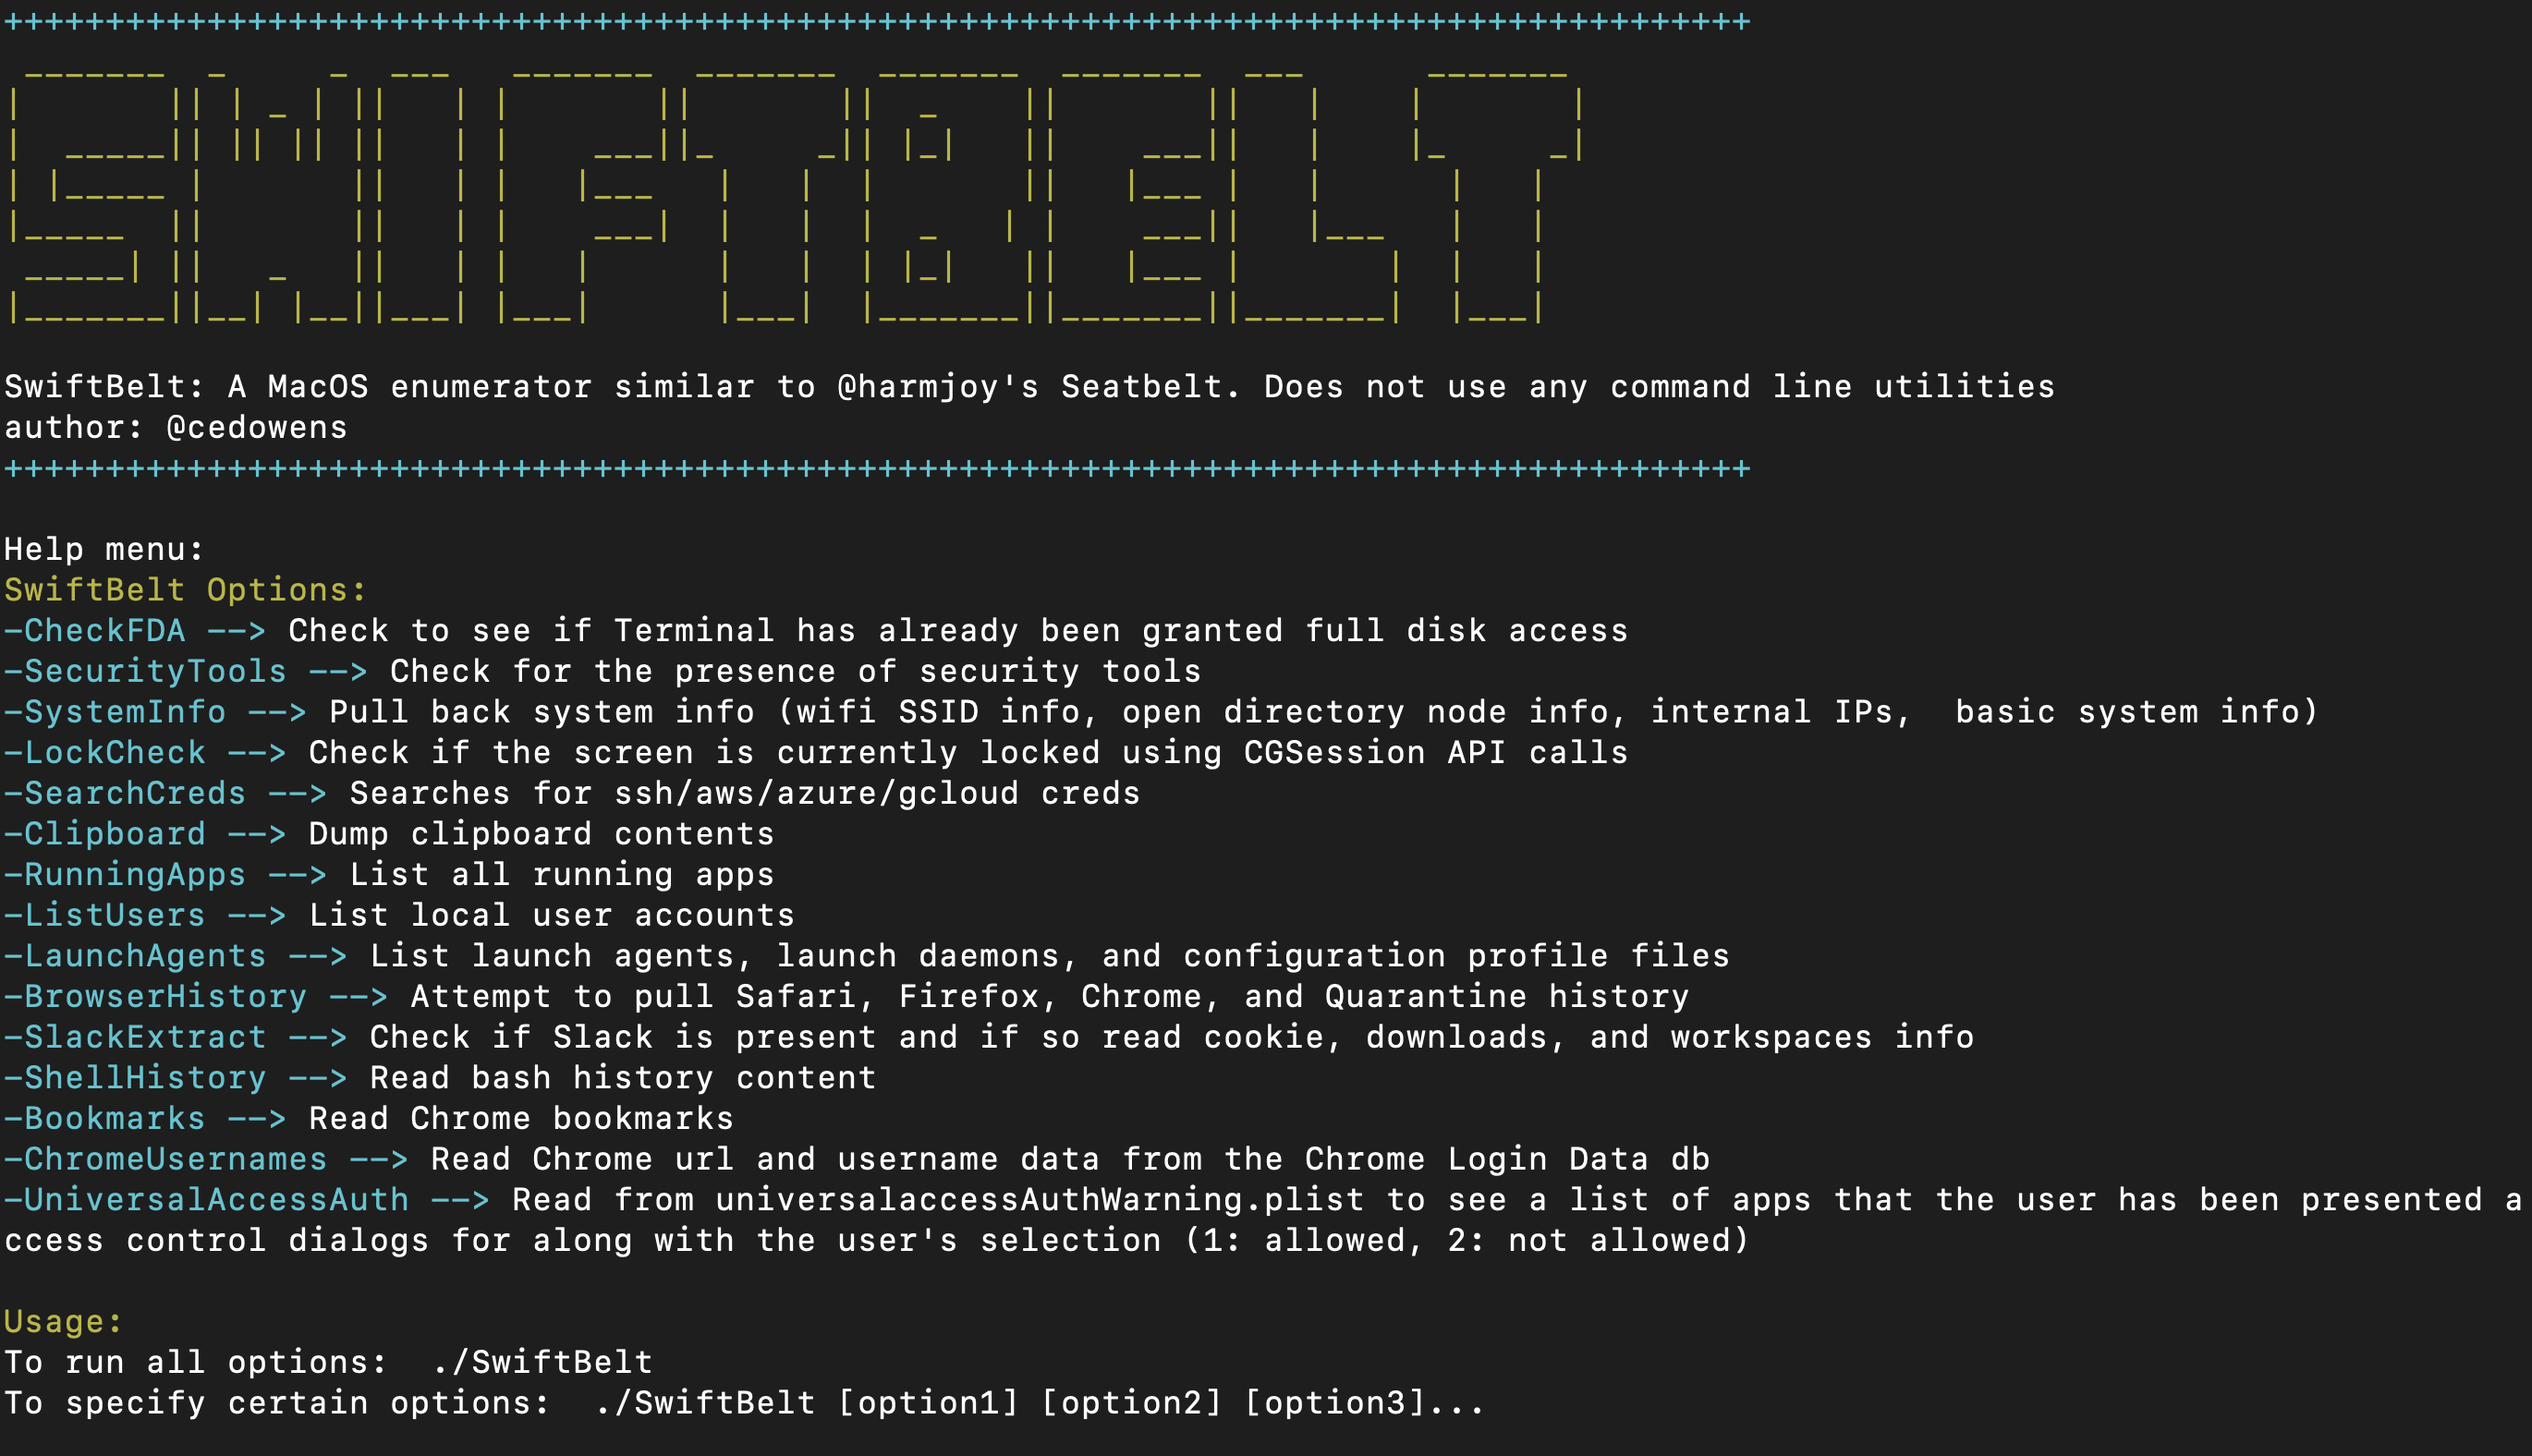 ++++++++++++++++++++++++++++++++++++++++++++++++++++++++++++++++++++++++++++++++++++++
SWIFTBELT
SwiftBelt: A MacOS enumerator similar to @harmjoy's Seatbelt. Does not use any command line utilities
author: @cedowens
++++++++++++++++++++++++++++++++++++++++++++++++++++++++++++++++++++++++++++++++++++++
Help menu:
SwiftBelt Options:
-CheckFDA --> Check to see if Terminal has already been granted full disk access
-SecurityTools --> Check for the presence of security tools
-SystemInfo --> Pull back system info (wifi SSID info, open directory node info, internal IPs,  basic system info)
-LockCheck --> Check if the screen is currently locked using CGSession API calls
-SearchCreds --> Searches for ssh/aws/azure/gcloud creds
-Clipboard --> Dump clipboard contents
-RunningApps --> List all running apps
-ListUsers --> List local user accounts
-LaunchAgents --> List launch agents, launch daemons, and configuration profile files
-BrowserHistory --> Attempt to pull Safari, Firefox, Chrome, and Quarantine history
-SlackExtract --> Check if Slack is present and if so read cookie, downloads, and workspaces info
-ShellHistory --> Read bash history content
-Bookmarks --> Read Chrome bookmarks
-ChromeUsernames --> Read Chrome url and username data from the Chrome Login Data db
-UniversalAccessAuth --> Read from universalaccessAuthWarning.plist to see a list of apps that the user has been presented a
ccess control dialogs for along with the user's selection (1: allowed, 2: not allowed)
Usage:
To run all options:  ./SwiftBelt
To specify certain options:  ./SwiftBelt [option1] [option2] [option3]...